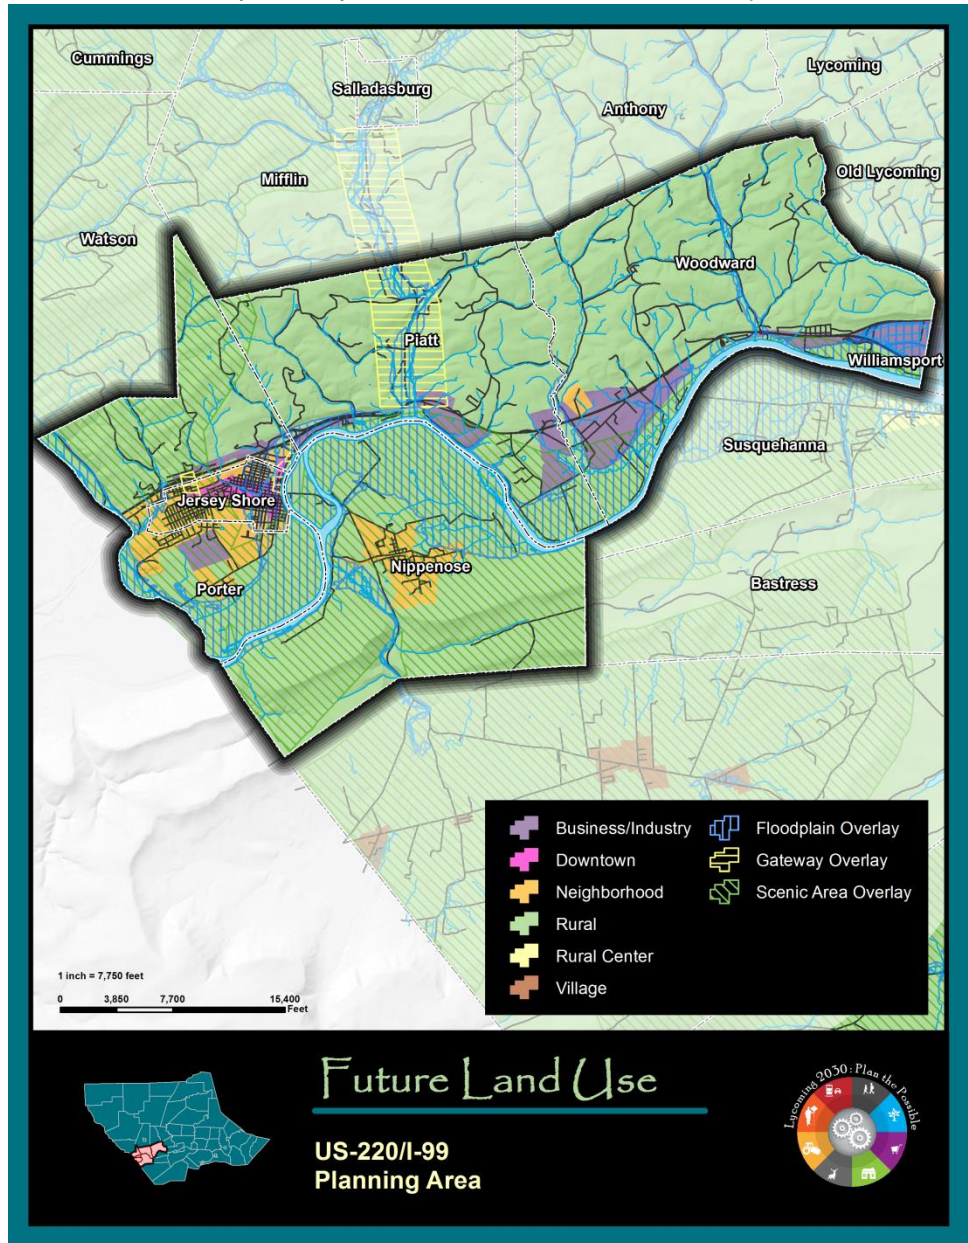 Cummings
Salladasburg
Lycoming
Anthony
Mifflin
Old Lycoming
Watson
Woodward
Piatt
Williamsport
Susquehanna
Jersey Shore
Nippenose
Porter
Bastress
Business/Industry
Downtown
Neighborhood
Rural
Rural Center
Village
Floodplain Overlay
Gateway Overlay
Scenic Area Overlay
1 inch = 7,750 feet
0 3,850 7,700 15,400
Feet
Future Land Use
US-220/I-99
Planning Area
Lycoming 2030: Plan the Possible